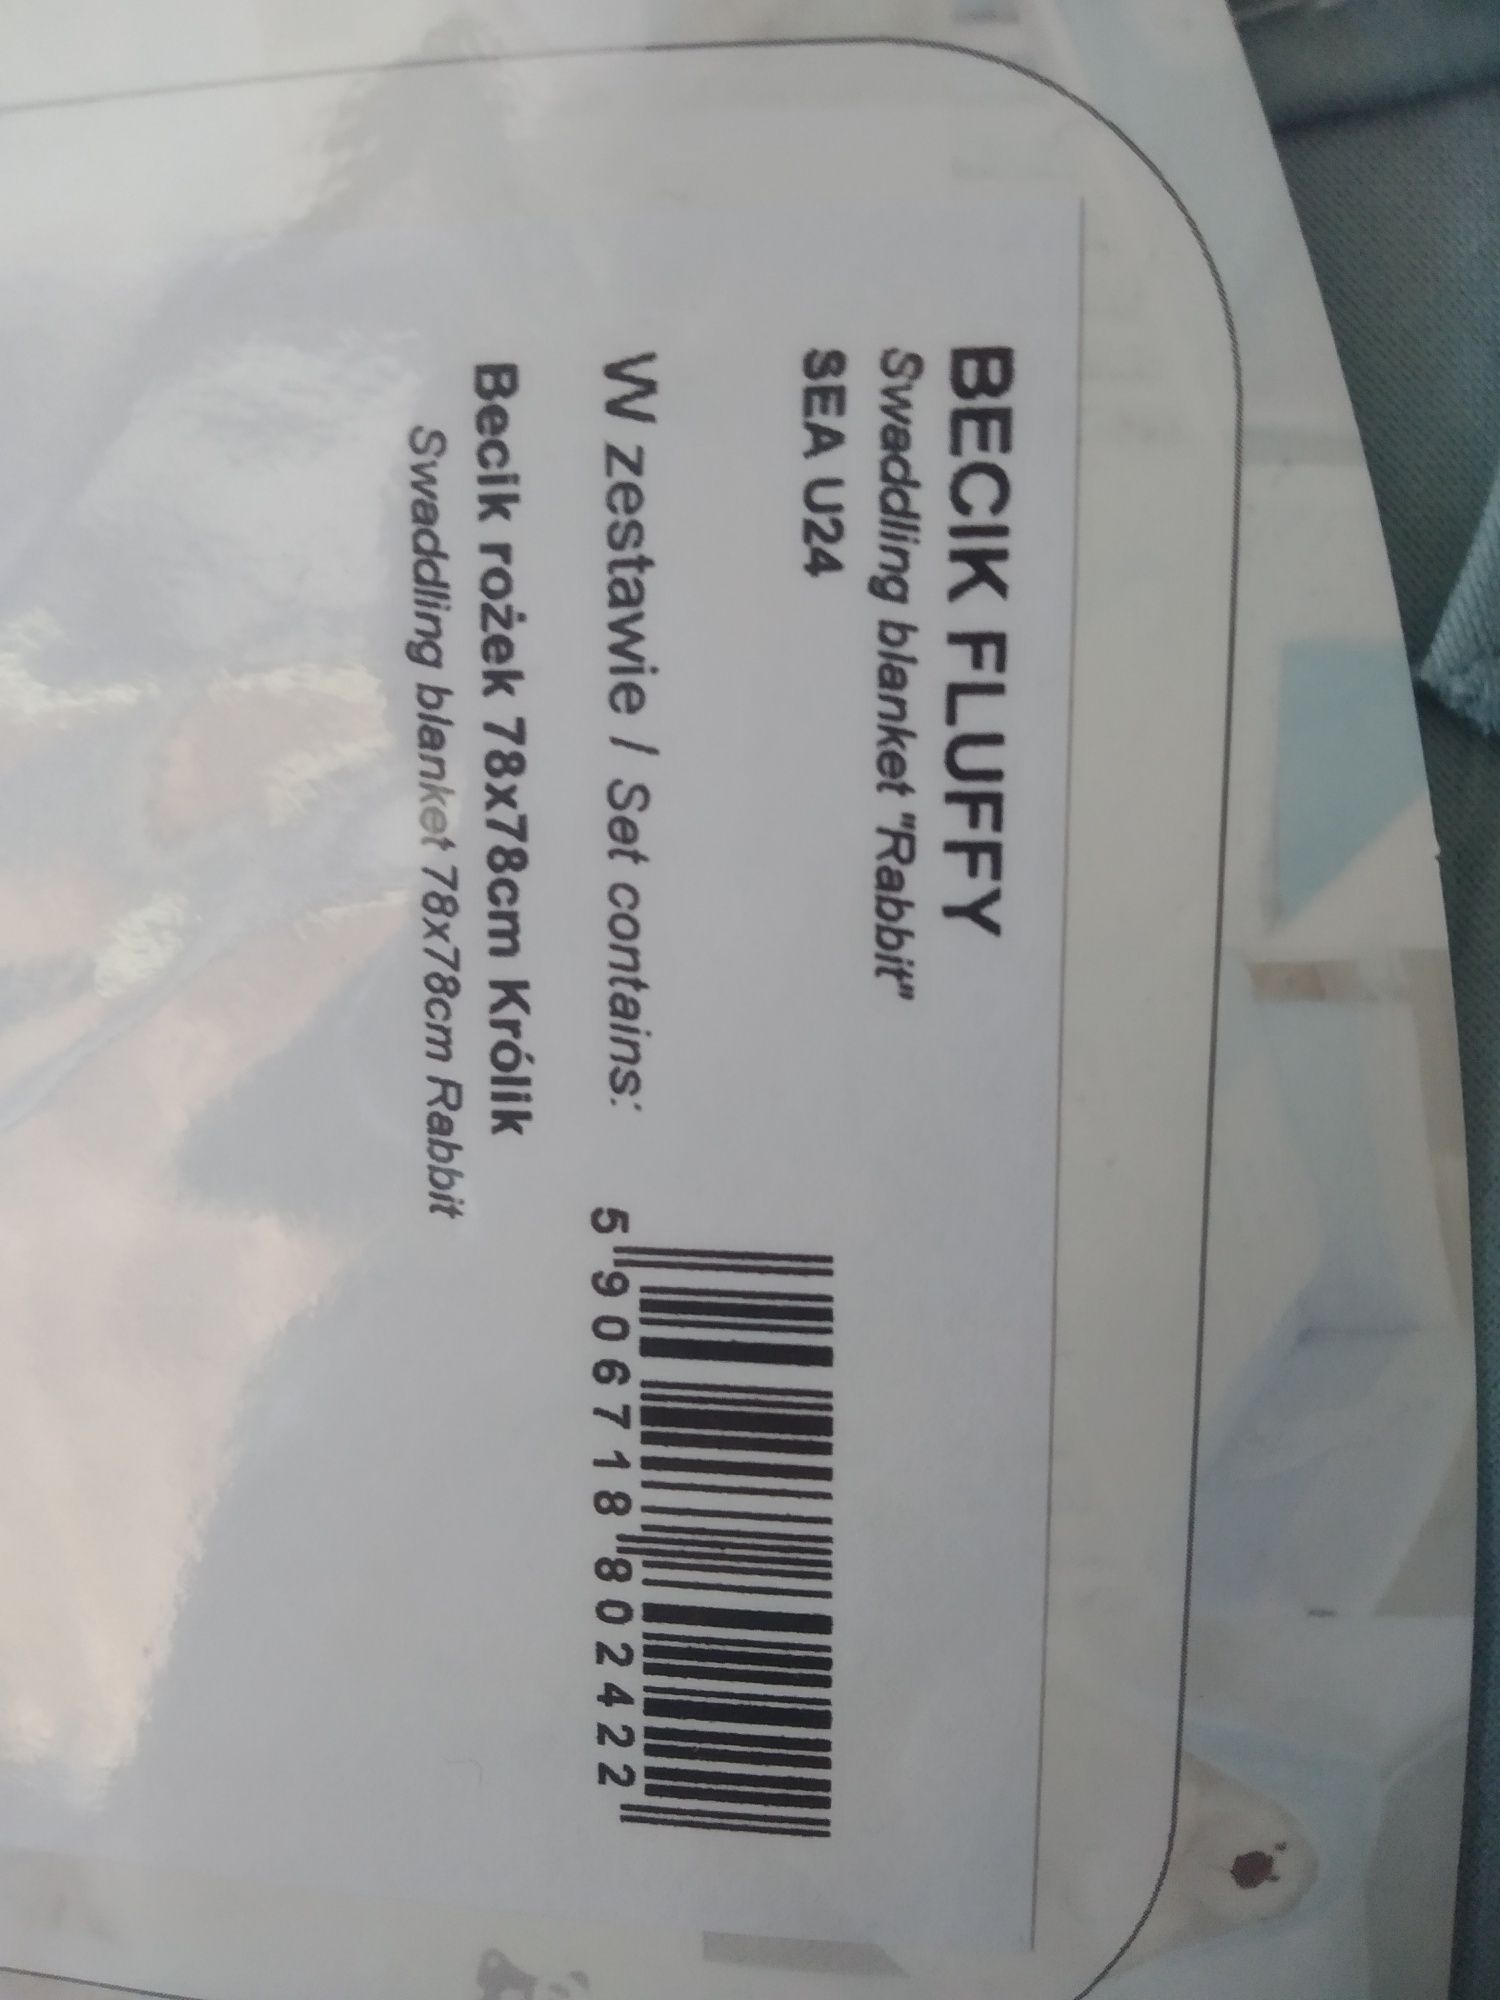 BECIK FLUFFY
Swaddling blanket "Rabbit"
SEA U24
W zestawie / Set contains:
5 906718 802422
Becik rożek 78x78cm Królik
Swaddling blanket 78x78cm Rabbit